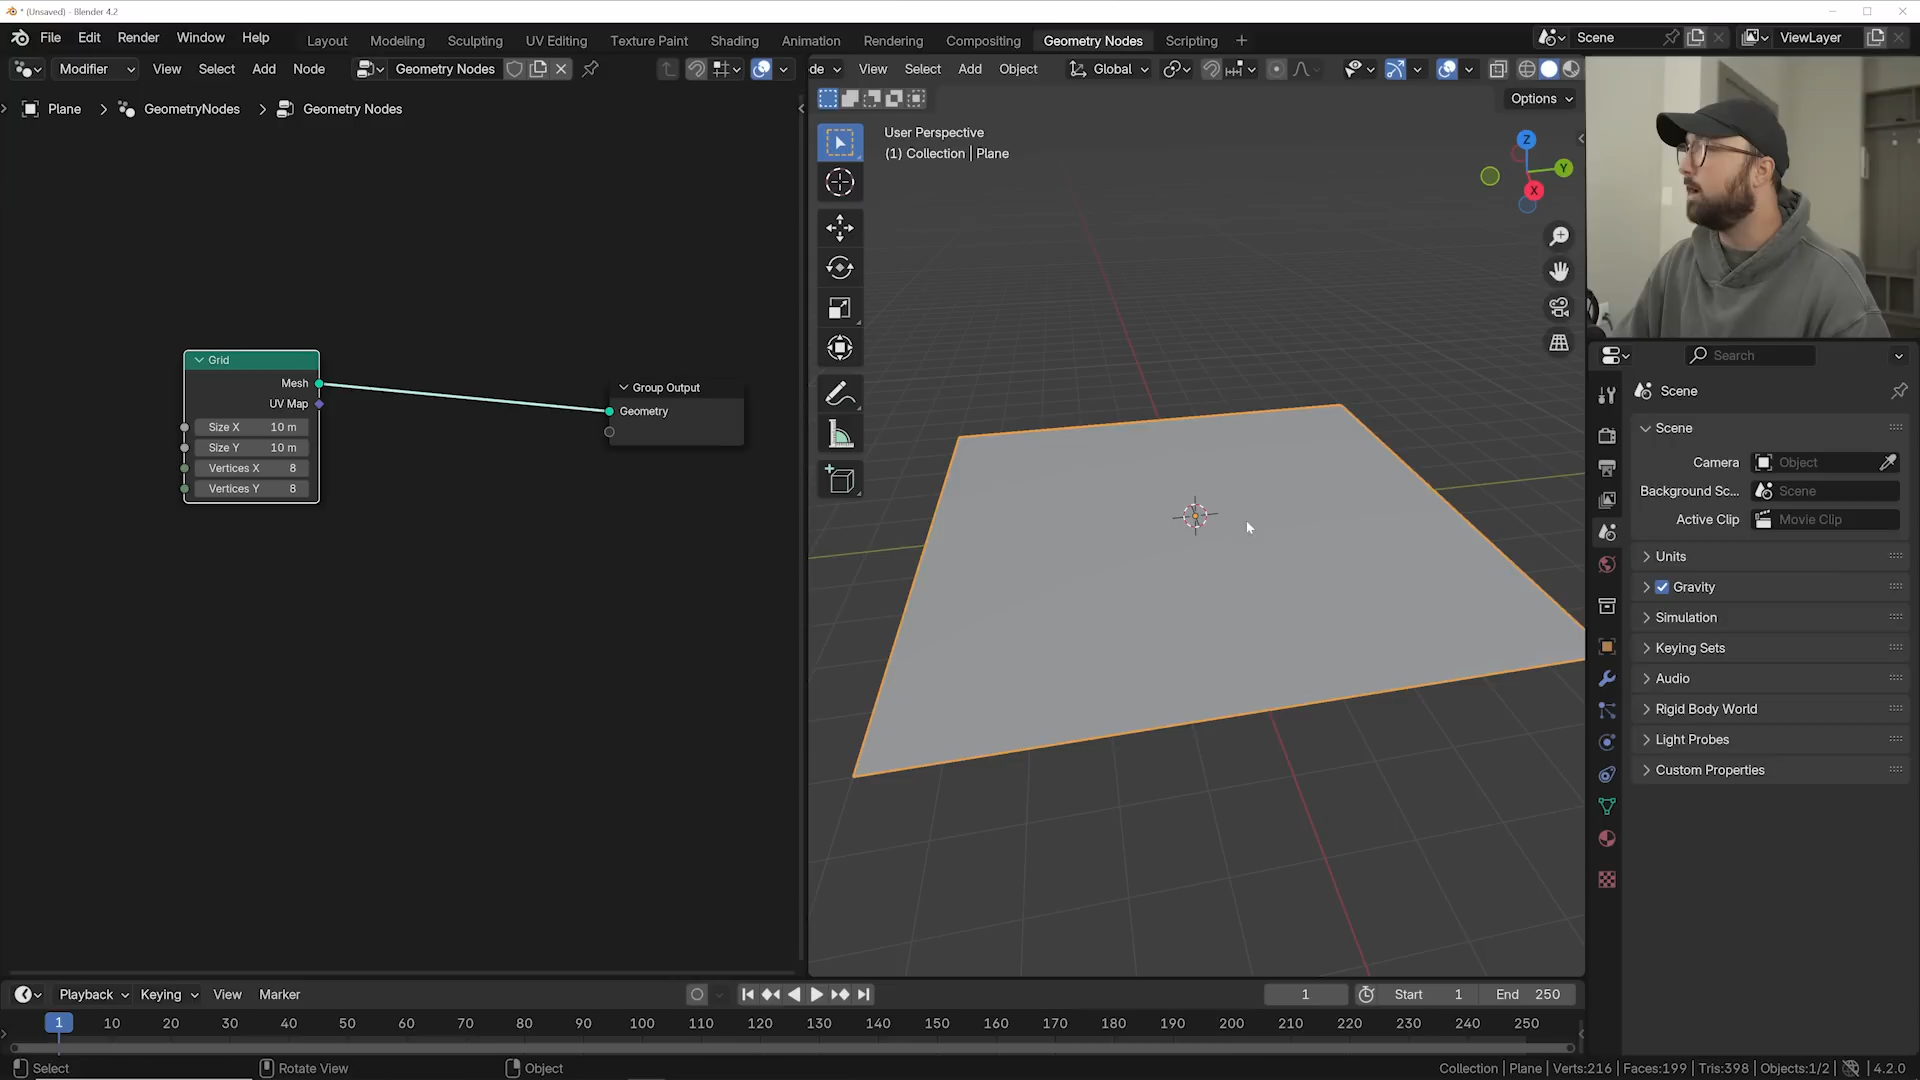 * (Unsaved) - Blender 4.2
File Edit Render Window Help Layout Modeling Sculpting UV Editing Texture Paint Shading Animation Rendering Compositing Geometry Nodes Scripting + Scene ViewLayer
Modifier View Select Add Node Geometry Nodes de View Select Add Object Global
Options
Plane > GeometryNodes > Geometry Nodes
User Perspective
(1) Collection | Plane
Z
Y
X
Grid
Mesh
UV Map
Size X 10 m
Size Y 10 m
Vertices X 8
Vertices Y 8
Group Output
Geometry
Search
Scene
Scene
Camera Object
Background Sc... Scene
Active Clip Movie Clip
Units
Gravity
Simulation
Keying Sets
Audio
Rigid Body World
Light Probes
Custom Properties
Playback Keying View Marker 1 Start 1 End 250
1 10 20 30 40 50 60 70 80 90 100 110 120 130 140 150 160 170 180 190 200 210 220 230 240 250
Select Rotate View Object Collection | Plane | Verts:216 | Faces:199 | Tris:398 | Objects:1/2 | 4.2.0